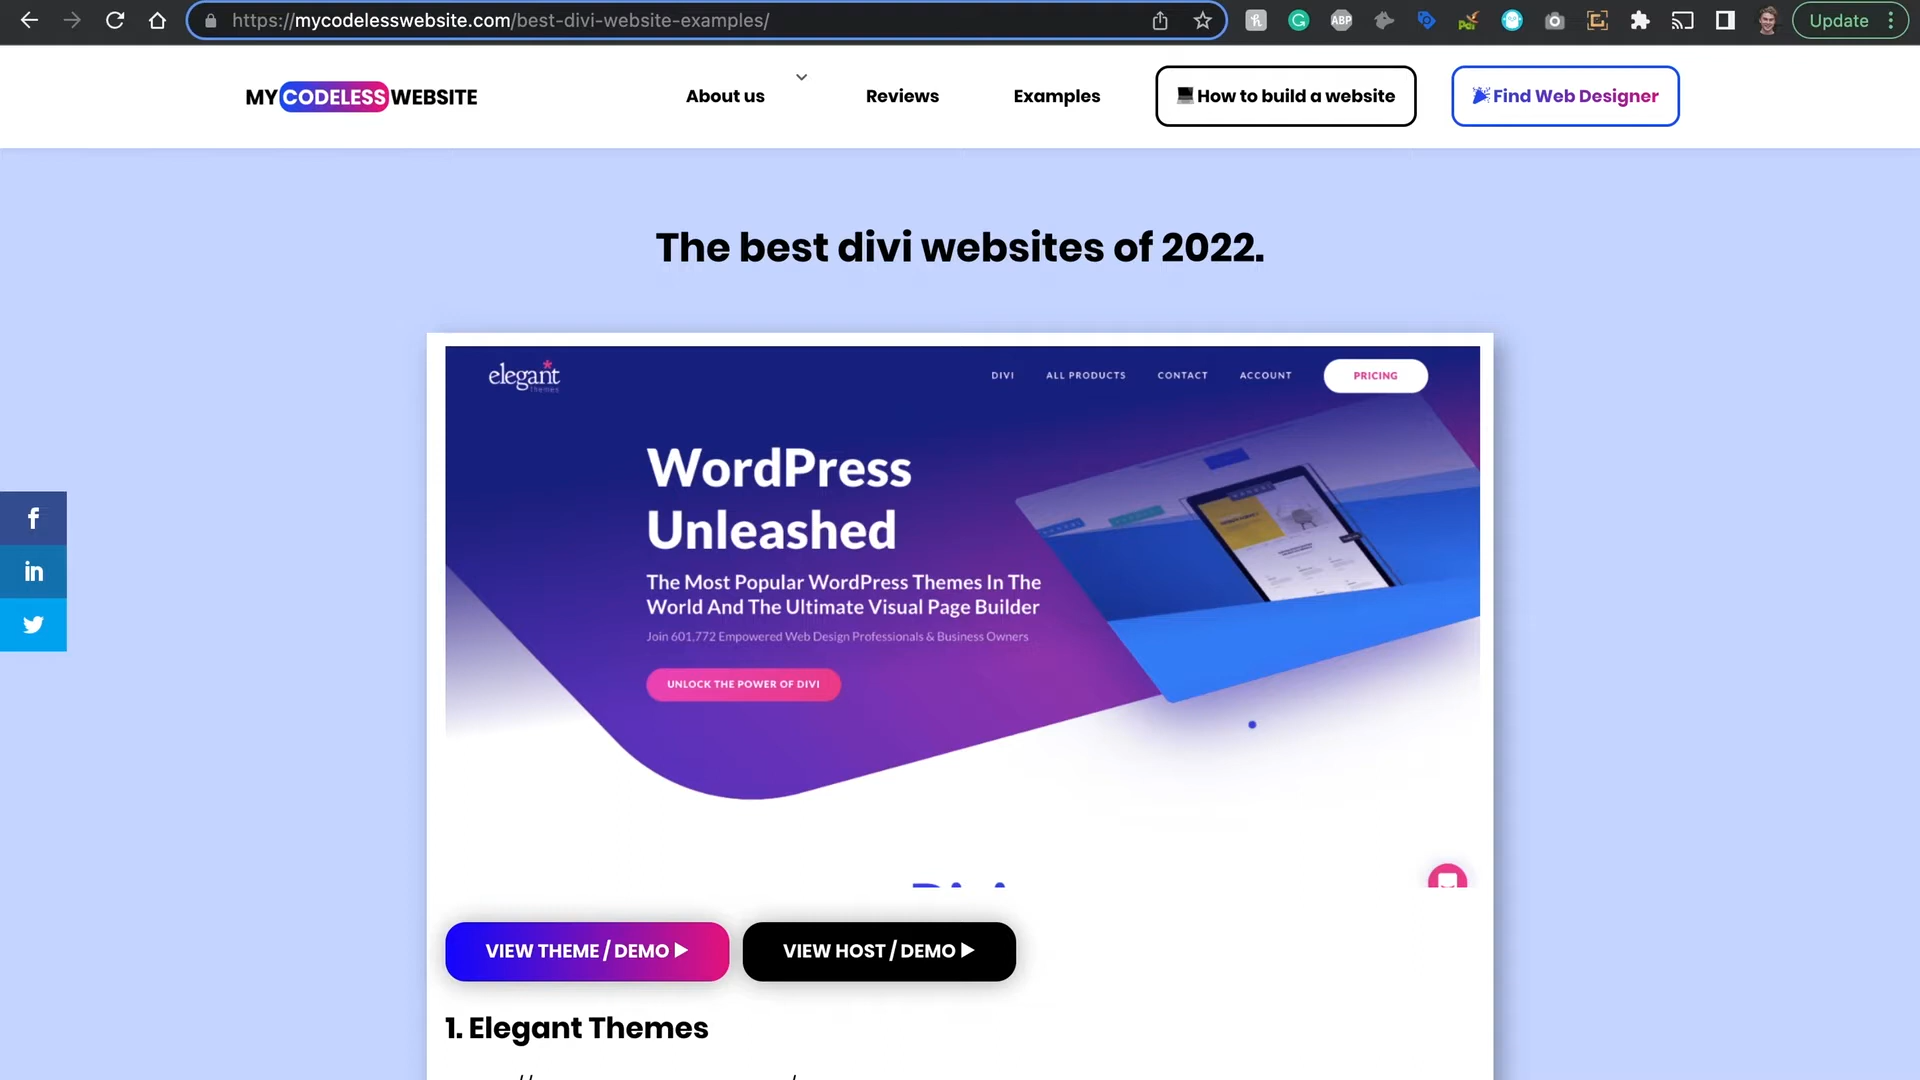 https://mycodelesswebsite.com/best-divi-website-examples/
ABP
Update
MYCODELESSWEBSITE
About us
Reviews
Examples
How to build a website
Find Web Designer
The best divi websites of 2022.
elegant
themes
DIVI
ALL PRODUCTS
CONTACT
ACCOUNT
PRICING
WordPress
Unleashed
The Most Popular WordPress Themes In The
World And The Ultimate Visual Page Builder
Join 601,772 Empowered Web Design Professionals & Business Owners
UNLOCK THE POWER OF DIVI
f
in
VIEW THEME / DEMO
VIEW HOST / DEMO
1. Elegant Themes